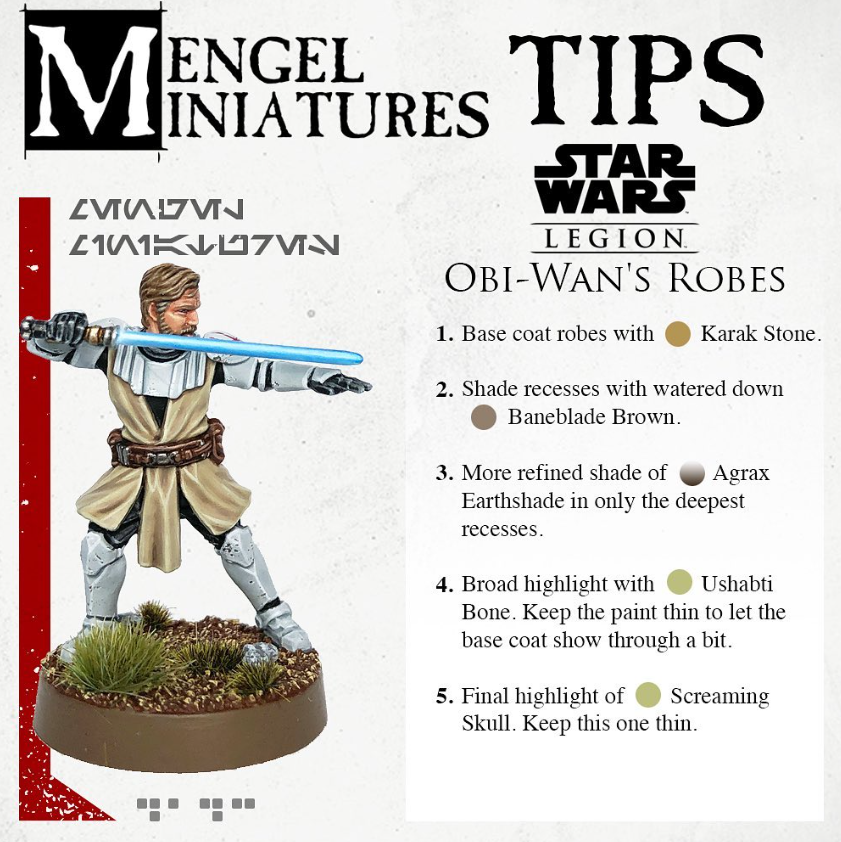 MENGEL
MINIATURES
TIPS
STAR
WARS
LEGION
OBI-WAN'S ROBES
1. Base coat robes with Karak Stone.
2. Shade recesses with watered down
Baneblade Brown.
3. More refined shade of Agrax
Earthshade in only the deepest
recesses.
4. Broad highlight with Ushabti
Bone. Keep the paint thin to let the
base coat show through a bit.
5. Final highlight of Screaming
Skull. Keep this one thin.